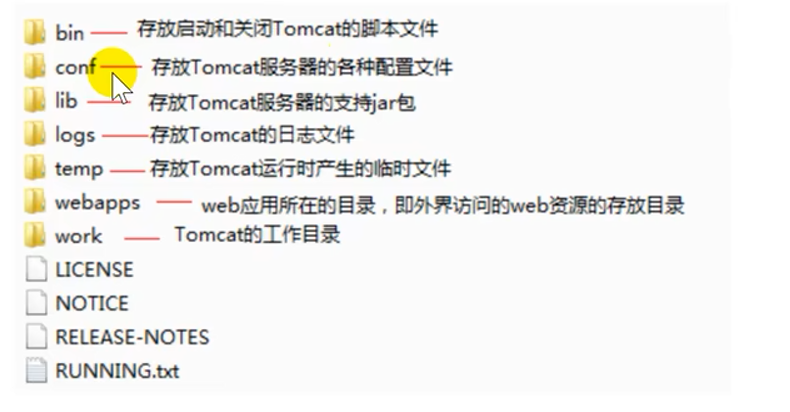 bin 存放启动和关闭Tomcat的脚本文件
conf 存放Tomcat服务器的各种配置文件
lib 存放Tomcat服务器的支持jar包
logs 存放Tomcat的日志文件
temp 存放Tomcat运行时产生的临时文件
webapps web应用所在的目录，即外界访问的web资源的存放目录
work Tomcat的工作目录
LICENSE
NOTICE
RELEASE-NOTES
RUNNING.txt